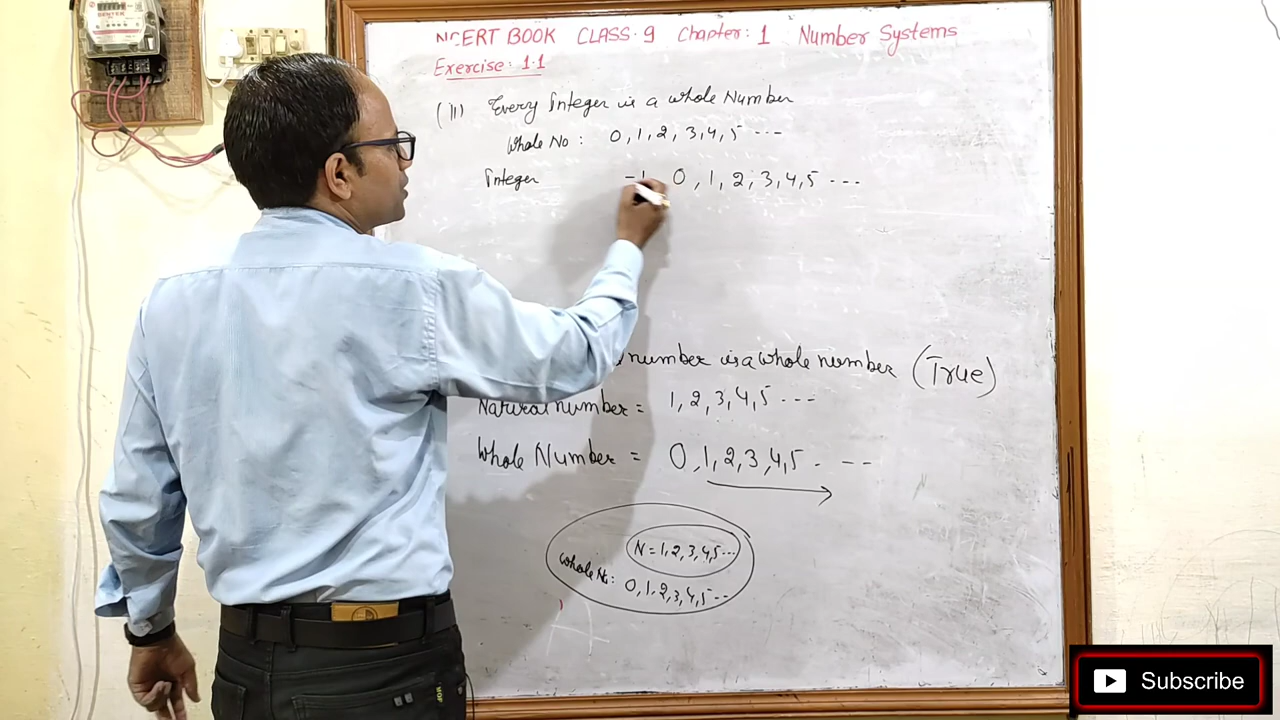 NCERT BOOK CLASS·9 Chapter: 1 Number Systems
Exercise: 1.1
(II) Every Integer is a whole Number
Whole No: 0, 1, 2, 3, 4, 5 ---
Integer -1 0, 1, 2, 3, 4, 5 ---
number is a whole number (True)
Natural number = 1, 2, 3, 4, 5 ---
Whole Number = 0, 1, 2, 3, 4, 5 · --
N = 1, 2, 3, 4, 5 ---
Whole No: 0, 1, 2, 3, 4, 5 --
Subscribe